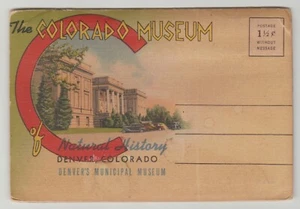 The COLORADO MUSEUM
of
Natural History
DENVER, COLORADO
DENVER'S MUNICIPAL MUSEUM
POSTAGE
1½¢
WITHOUT
MESSAGE